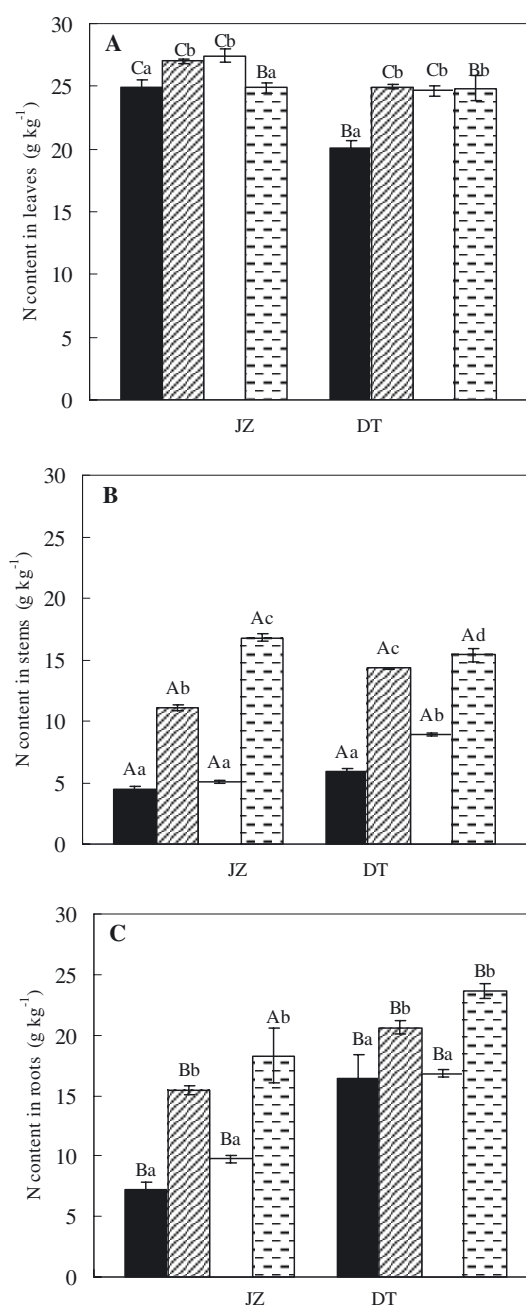 A
N content in leaves (g kg⁻¹)
30
25
20
15
10
5
0
Ca
Cb
Cb
Ba
Ba
Cb
Cb
Bb
JZ
DT
B
N content in stems (g kg⁻¹)
30
25
20
15
10
5
0
Aa
Ab
Aa
Ac
Aa
Ac
Ab
Ad
JZ
DT
C
N content in roots (g kg⁻¹)
30
25
20
15
10
5
0
Ba
Bb
Ba
Ab
Ba
Bb
Ba
Bb
JZ
DT